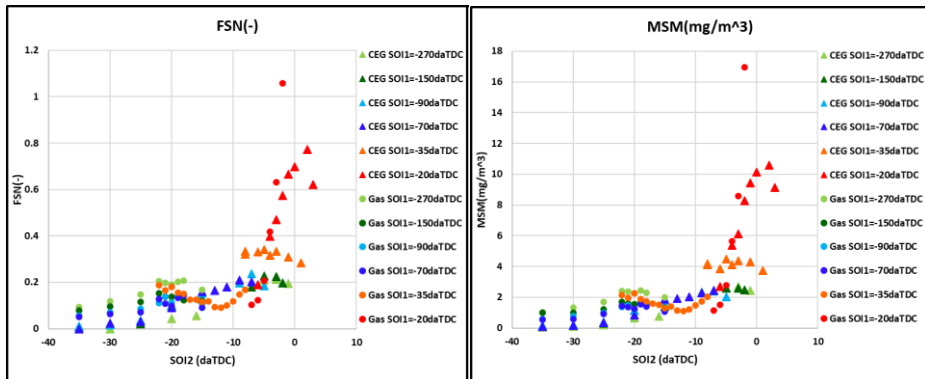 FSN(-)
1.2
1
0.8
0.6
0.4
0.2
0
FSN(-)
-40 -30 -20 -10 0 10
SOI2 (daTDC)
CEG SOI1=-270daTDC
CEG SOI1=-150daTDC
CEG SOI1=-90daTDC
CEG SOI1=-70daTDC
CEG SOI1=-35daTDC
CEG SOI1=-20daTDC
Gas SOI1=-270daTDC
Gas SOI1=-150daTDC
Gas SOI1=-90daTDC
Gas SOI1=-70daTDC
Gas SOI1=-35daTDC
Gas SOI1=-20daTDC
MSM(mg/m^3)
18
16
14
12
10
8
6
4
2
0
MSM(mg/m^3)
-40 -30 -20 -10 0 10
SOI2 (daTDC)
CEG SOI1=-270daTDC
CEG SOI1=-150daTDC
CEG SOI1=-90daTDC
CEG SOI1=-70daTDC
CEG SOI1=-35daTDC
CEG SOI1=-20daTDC
Gas SOI1=-270daTDC
Gas SOI1=-150daTDC
Gas SOI1=-90daTDC
Gas SOI1=-70daTDC
Gas SOI1=-35daTDC
Gas SOI1=-20daTDC